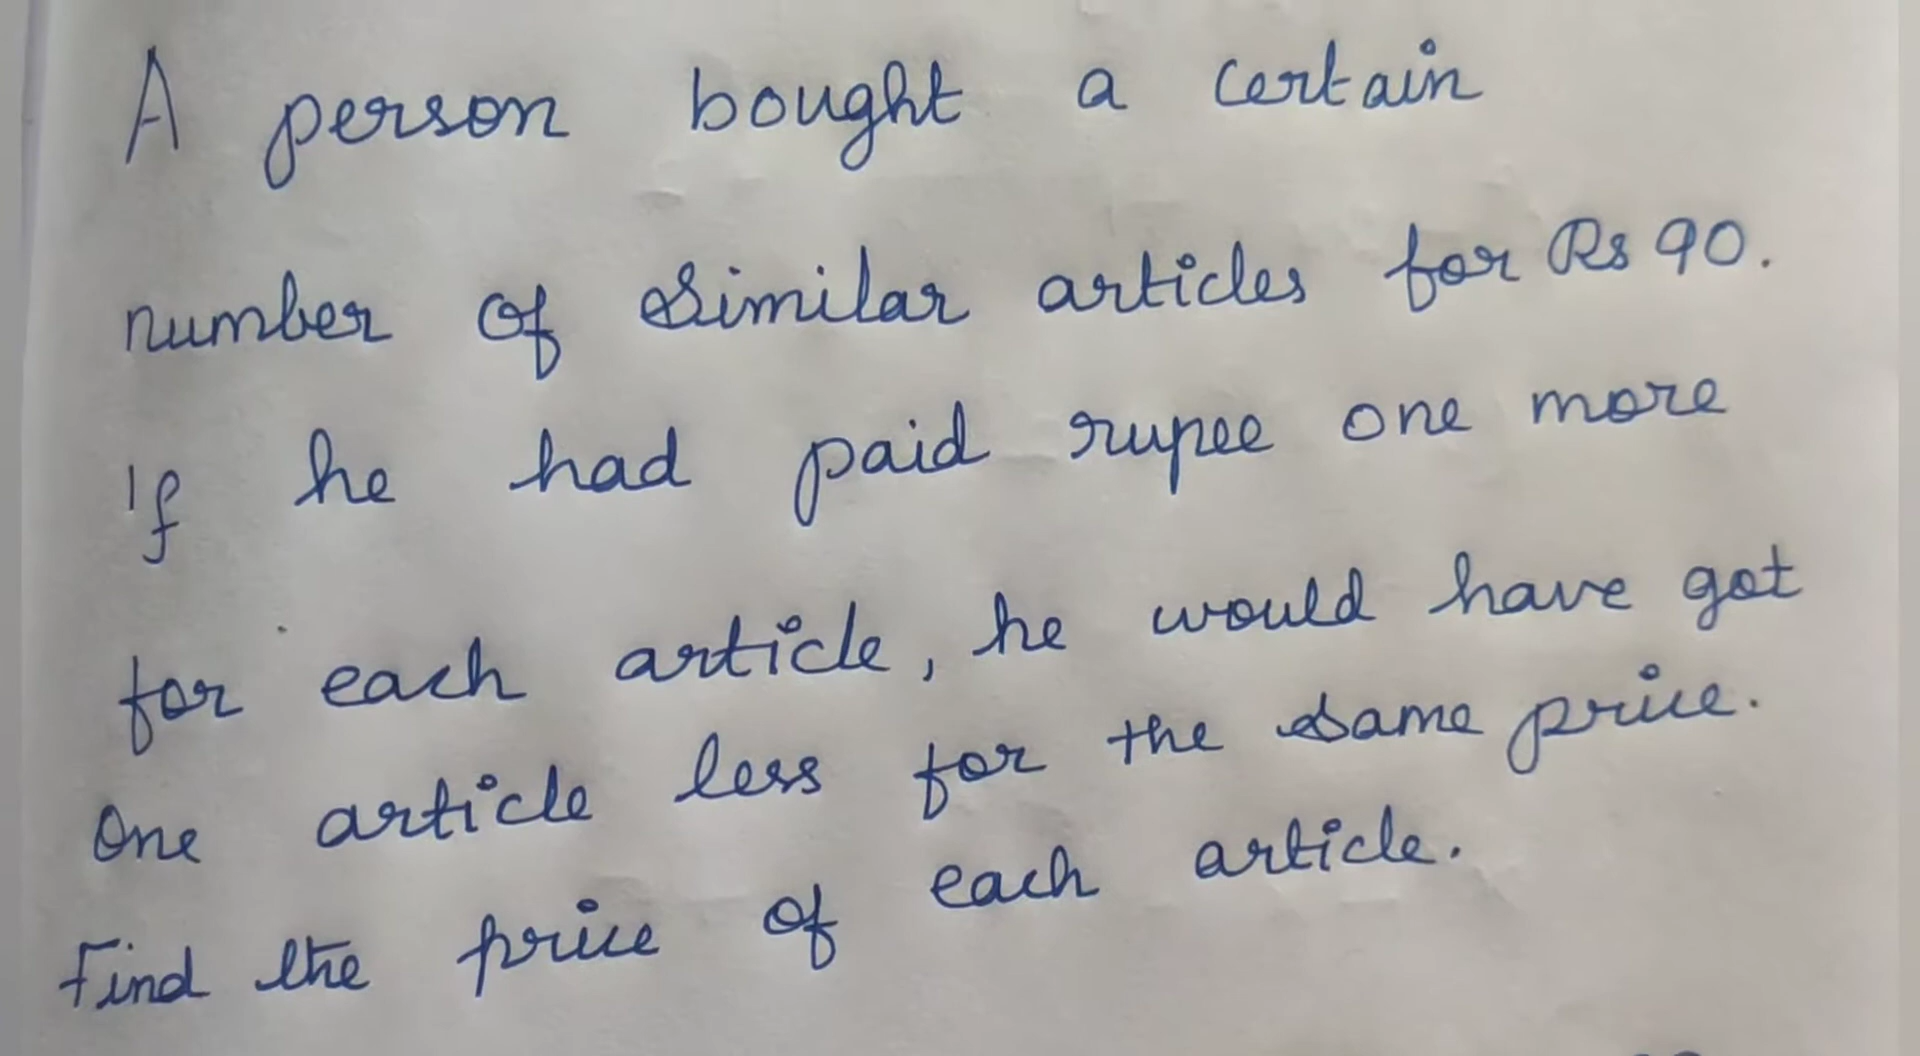 A person bought a certain
number of similar articles for Rs 90.
If he had paid rupee one more
for each article, he would have got
One article less for the same price.
Find the price of each article.